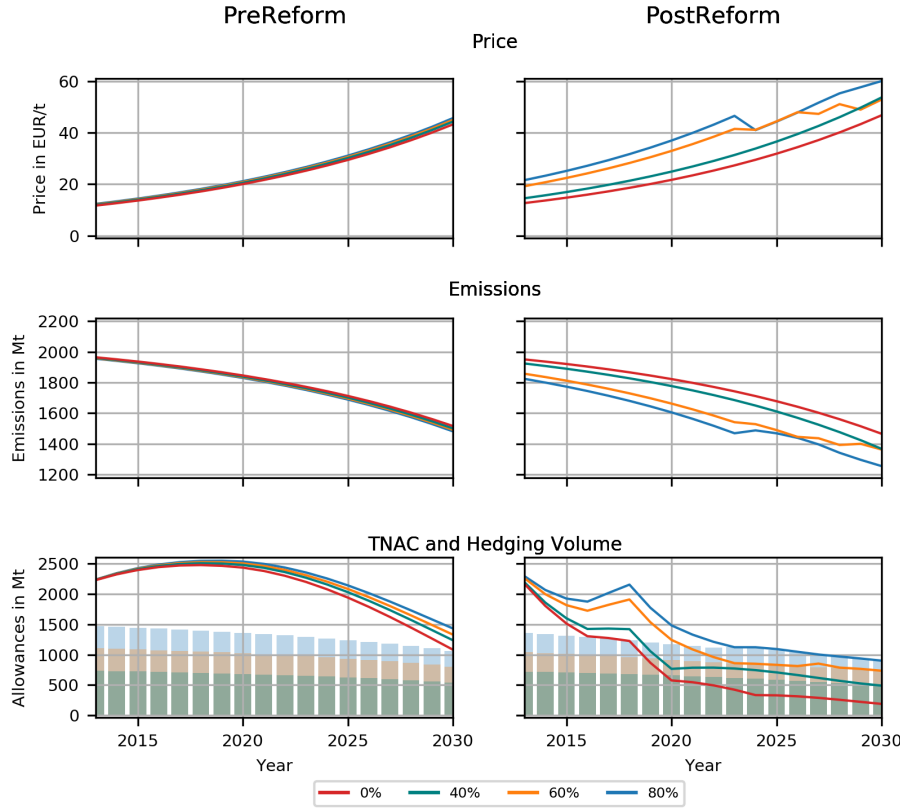 PreReform PostReform
Price
Price in EUR/t
60
40
20
0
Emissions
Emissions in Mt
2200
2000
1800
1600
1400
1200
TNAC and Hedging Volume
Allowances in Mt
2500
2000
1500
1000
500
0
2015 2020 2025 2030 2015 2020 2025 2030
Year Year
0% 40% 60% 80%